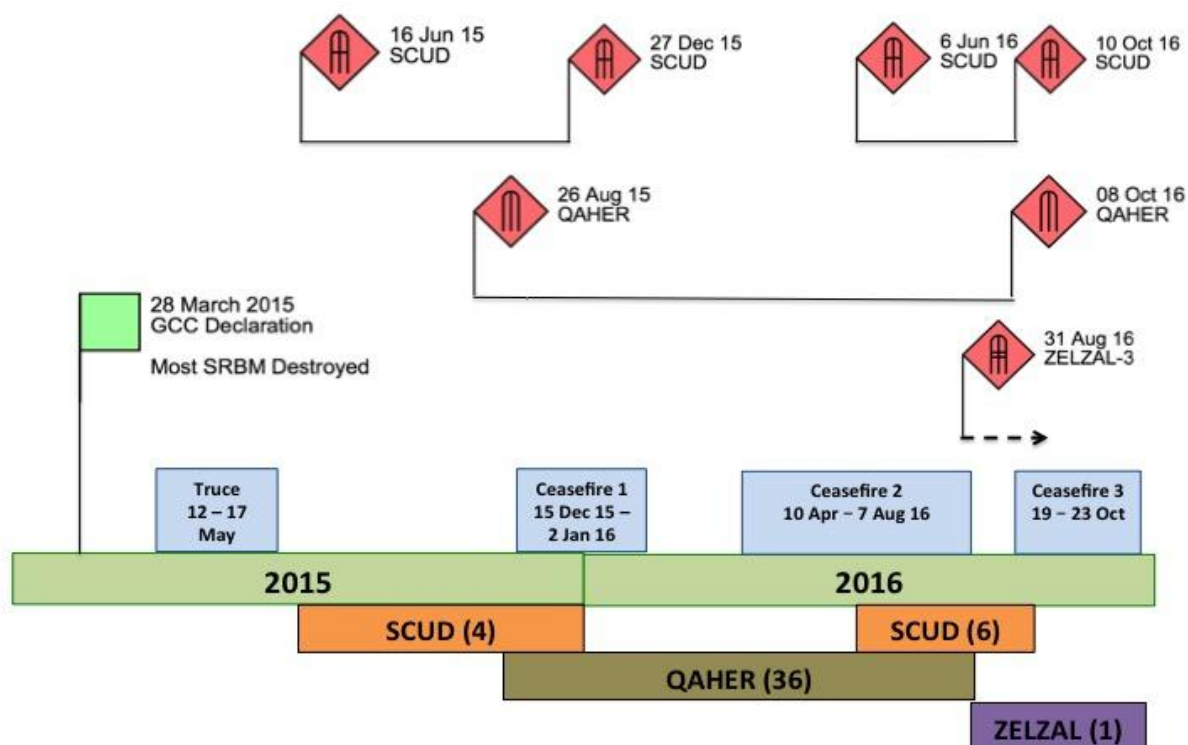 16 Jun 15
SCUD
27 Dec 15
SCUD
6 Jun 16
SCUD
10 Oct 16
SCUD
26 Aug 15
QAHER
08 Oct 16
QAHER
28 March 2015
GCC Declaration
Most SRBM Destroyed
31 Aug 16
ZELZAL-3
Truce
12 – 17
May
Ceasefire 1
15 Dec 15 –
2 Jan 16
Ceasefire 2
10 Apr – 7 Aug 16
Ceasefire 3
19 – 23 Oct
2015
2016
SCUD (4)
SCUD (6)
QAHER (36)
ZELZAL (1)